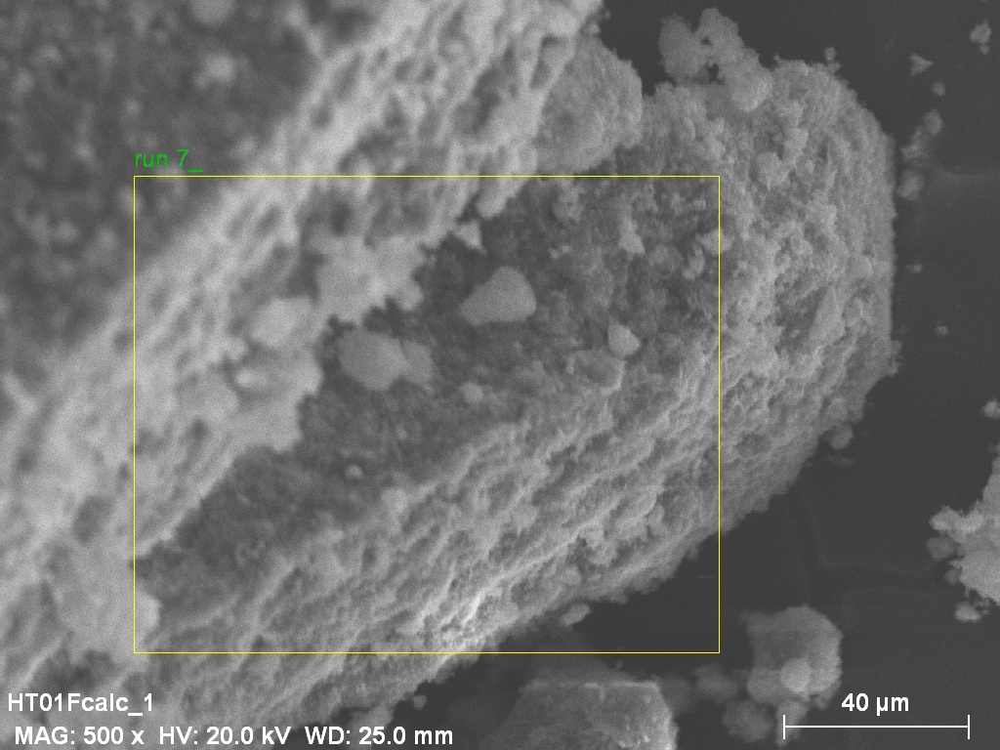 run 7_
HT01Fcalc_1
40 µm
MAG: 500 x HV: 20.0 kV WD: 25.0 mm